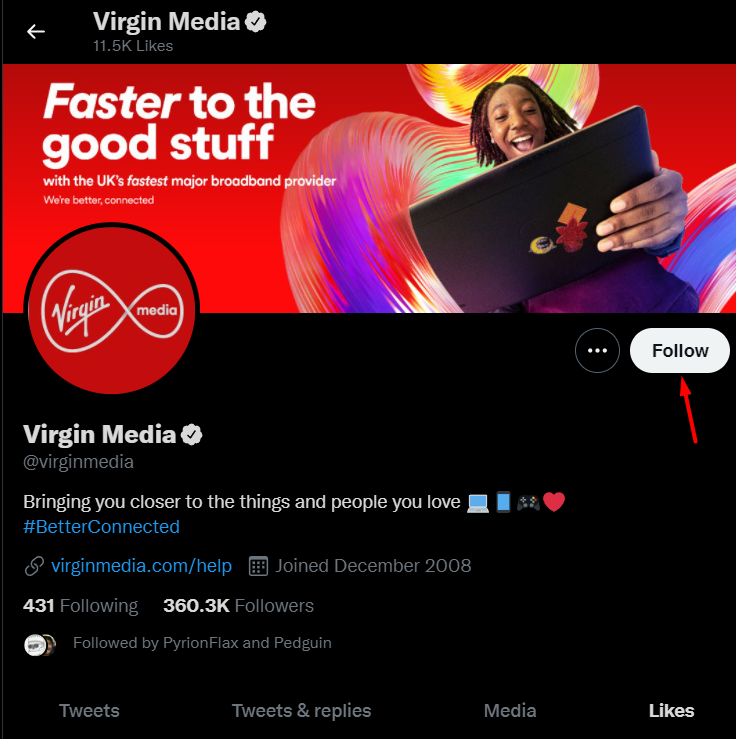 Virgin Media
11.5K Likes
Faster to the
good stuff
with the UK's fastest major broadband provider
We're better, connected
Virgin media
Follow
Virgin Media
@virginmedia
Bringing you closer to the things and people you love 💻📱🎮❤️
#BetterConnected
virginmedia.com/help Joined December 2008
431 Following 360.3K Followers
Followed by PyrionFlax and Pedguin
Tweets Tweets & replies Media Likes